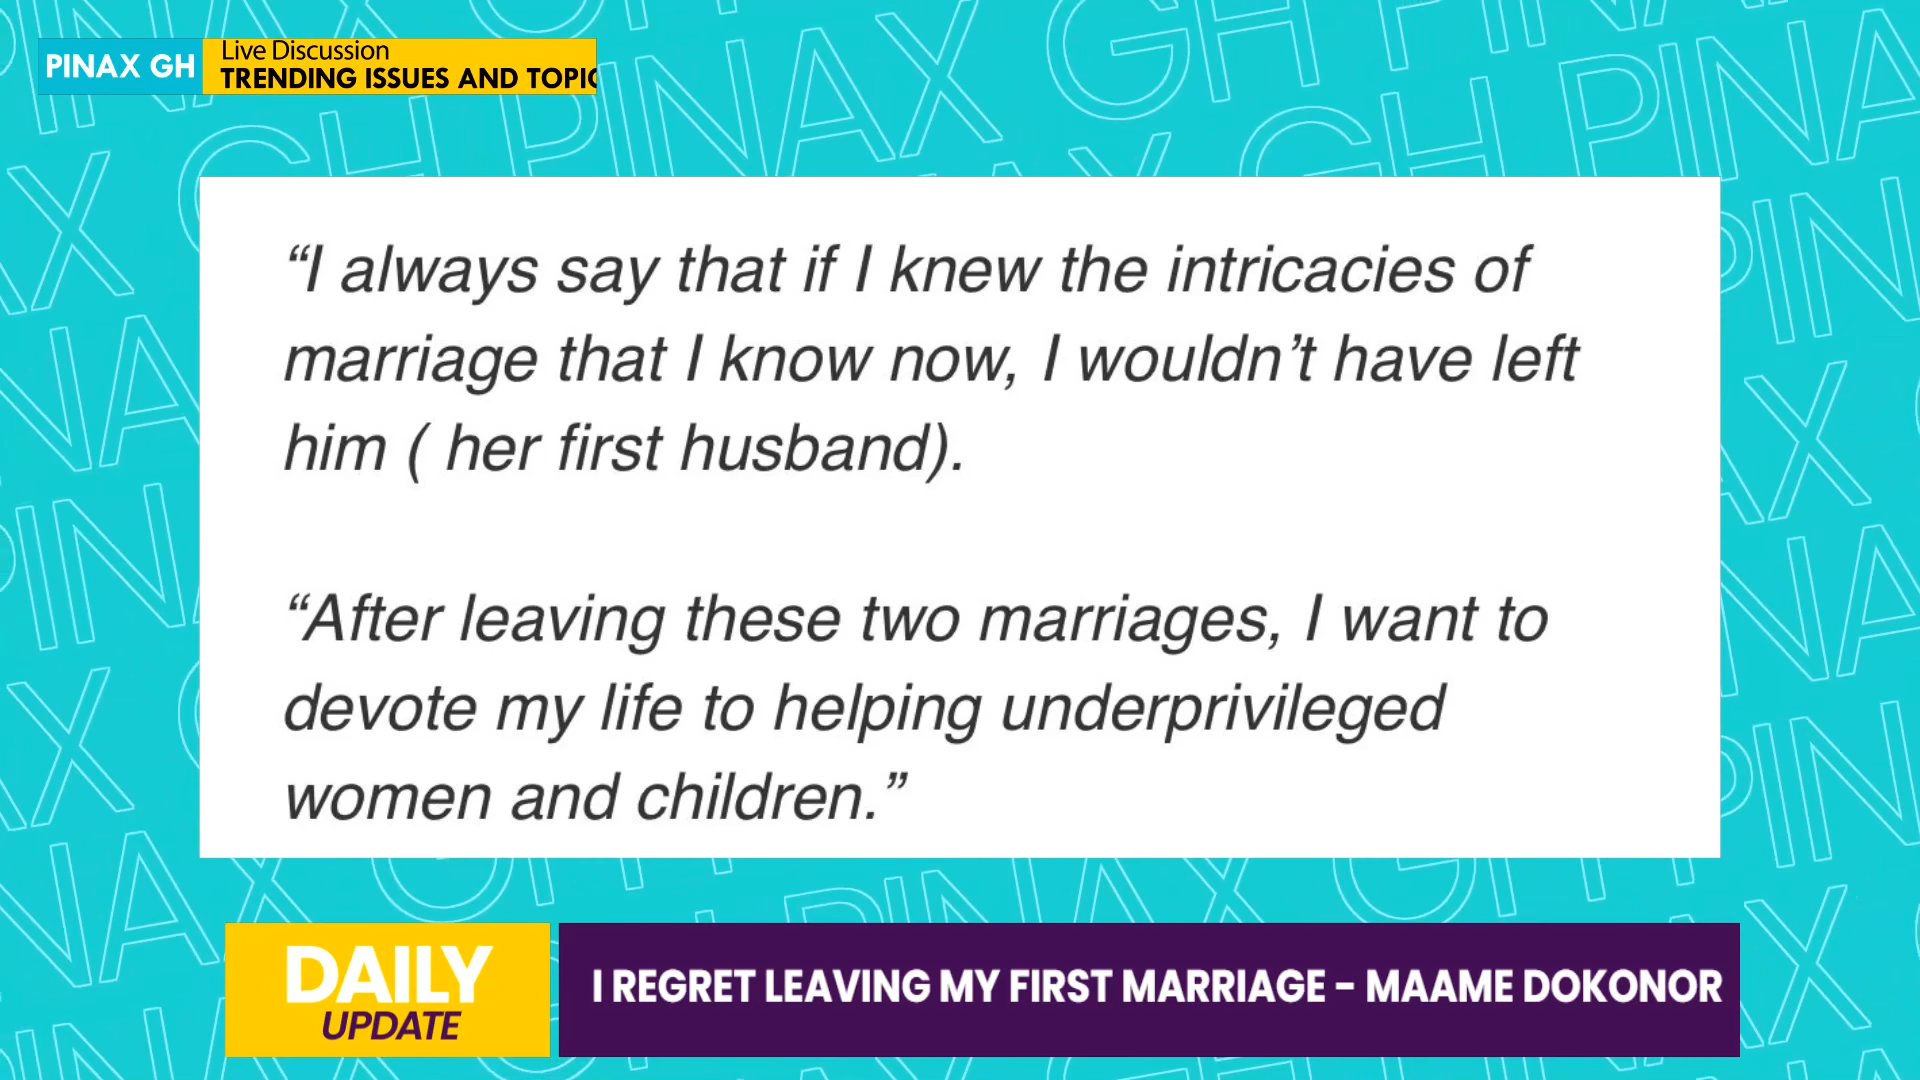 PINAX GH
Live Discussion
TRENDING ISSUES AND TOPIC
“I always say that if I knew the intricacies of
marriage that I know now, I wouldn’t have left
him ( her first husband).
“After leaving these two marriages, I want to
devote my life to helping underprivileged
women and children.”
DAILY
UPDATE
I REGRET LEAVING MY FIRST MARRIAGE – MAAME DOKONOR